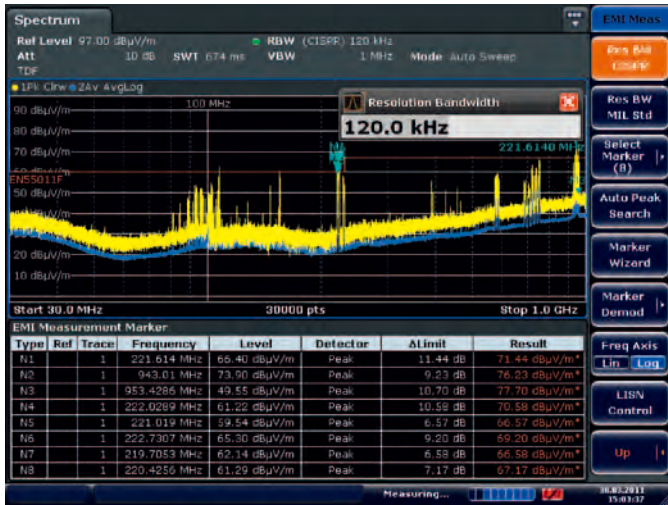 Spectrum
EMI Meas
Ref Level 97.00 dBµV/m RBW (CISPR) 120 kHz
Att 10 dB SWT 674 ms VBW 1 MHz Mode Auto Sweep
TDF
1Pk Clrw 2Av AvgLog
Res BW CISPR
Res BW MIL Std
Select Marker (8)
Auto Peak Search
Marker Wizard
Marker Demod
Freq Axis
Lin Log
LISN Control
Up
100 MHz
Resolution Bandwidth
120.0 kHz
90 dBµV/m
80 dBµV/m
70 dBµV/m
221.6140 MHz
EN55011F
50 dBµV/m
20 dBµV/m
10 dBµV/m
Start 30.0 MHz 30000 pts Stop 1.0 GHz
EMI Measurement Marker
Type Ref Trace Frequency Level Detector ΔLimit Result
N1 1 221.614 MHz 66.40 dBµV/m Peak 11.44 dB 71.44 dBµV/m*
N2 1 943.01 MHz 73.90 dBµV/m Peak 9.23 dB 76.23 dBµV/m*
N3 1 953.4286 MHz 49.55 dBµV/m Peak 10.70 dB 77.70 dBµV/m*
N4 1 222.0289 MHz 61.22 dBµV/m Peak 10.58 dB 70.58 dBµV/m*
N5 1 221.019 MHz 59.54 dBµV/m Peak 6.57 dB 66.57 dBµV/m*
N6 1 222.7307 MHz 65.30 dBµV/m Peak 9.20 dB 69.20 dBµV/m*
N7 1 219.7053 MHz 62.14 dBµV/m Peak 6.58 dB 66.58 dBµV/m*
N8 1 220.4256 MHz 61.29 dBµV/m Peak 7.17 dB 67.17 dBµV/m*
Measuring...
30.03.2011
15:03:37